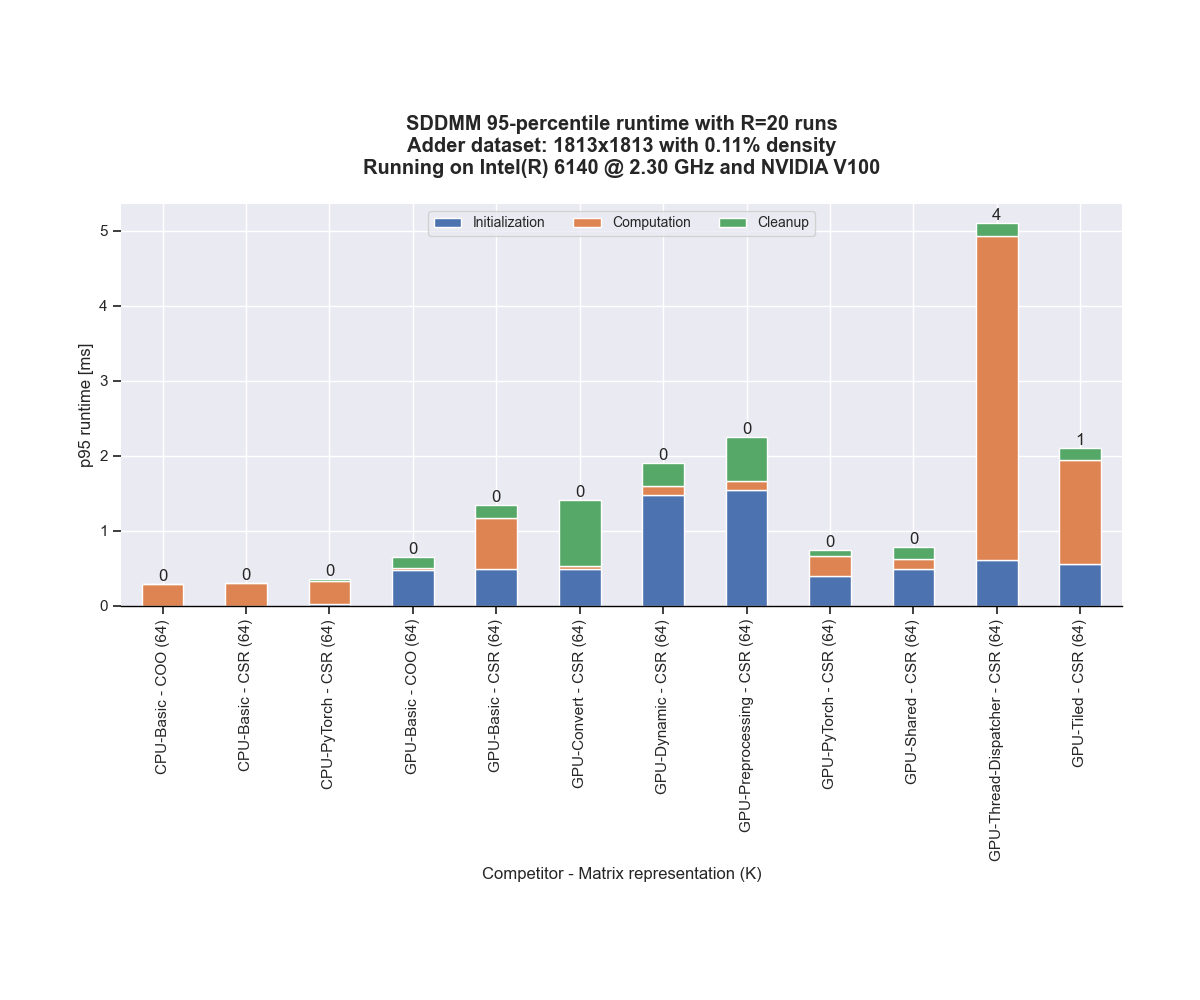 SDDMM 95-percentile runtime with R=20 runs
Adder dataset: 1813x1813 with 0.11% density
Running on Intel(R) 6140 @ 2.30 GHz and NVIDIA V100
Initialization Computation Cleanup
p95 runtime [ms]
5
4
3
2
1
0
0 0 0 0 0 0 0 0 0 0 4 1
CPU-Basic - COO (64)
CPU-Basic - CSR (64)
CPU-PyTorch - CSR (64)
GPU-Basic - COO (64)
GPU-Basic - CSR (64)
GPU-Convert - CSR (64)
GPU-Dynamic - CSR (64)
GPU-Preprocessing - CSR (64)
GPU-PyTorch - CSR (64)
GPU-Shared - CSR (64)
GPU-Thread-Dispatcher - CSR (64)
GPU-Tiled - CSR (64)
Competitor - Matrix representation (K)